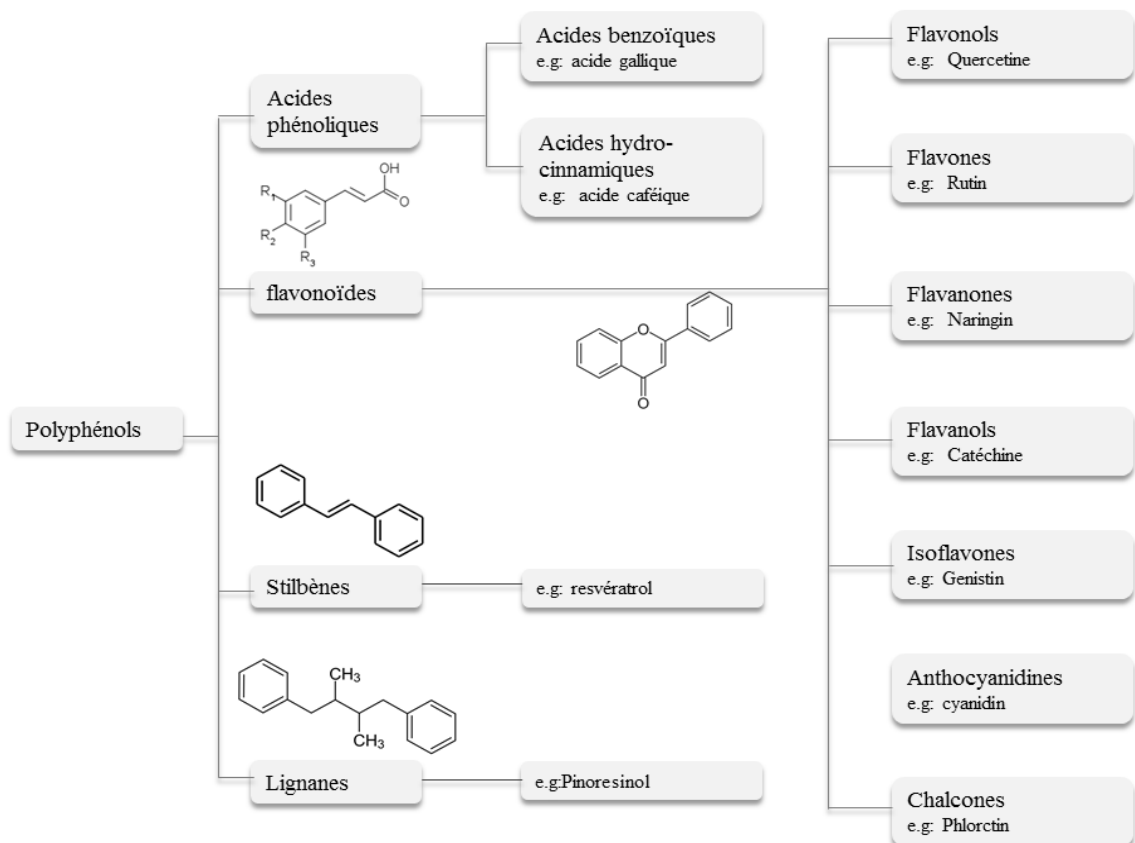 Polyphénols
Acides
phénoliques
Acides benzoïques
e.g: acide gallique
Acides hydro-
cinnamiques
e.g: acide caféique
R1
R2
R3
OH
O
flavonoïdes
O
O
Flavonols
e.g: Quercetine
Flavones
e.g: Rutin
Flavanones
e.g: Naringin
Flavanols
e.g: Catéchine
Isoflavones
e.g: Genistin
Anthocyanidines
e.g: cyanidin
Chalcones
e.g: Phlorctin
Stilbènes
e.g: resvératrol
CH3
CH3
Lignanes
e.g:Pinoresinol